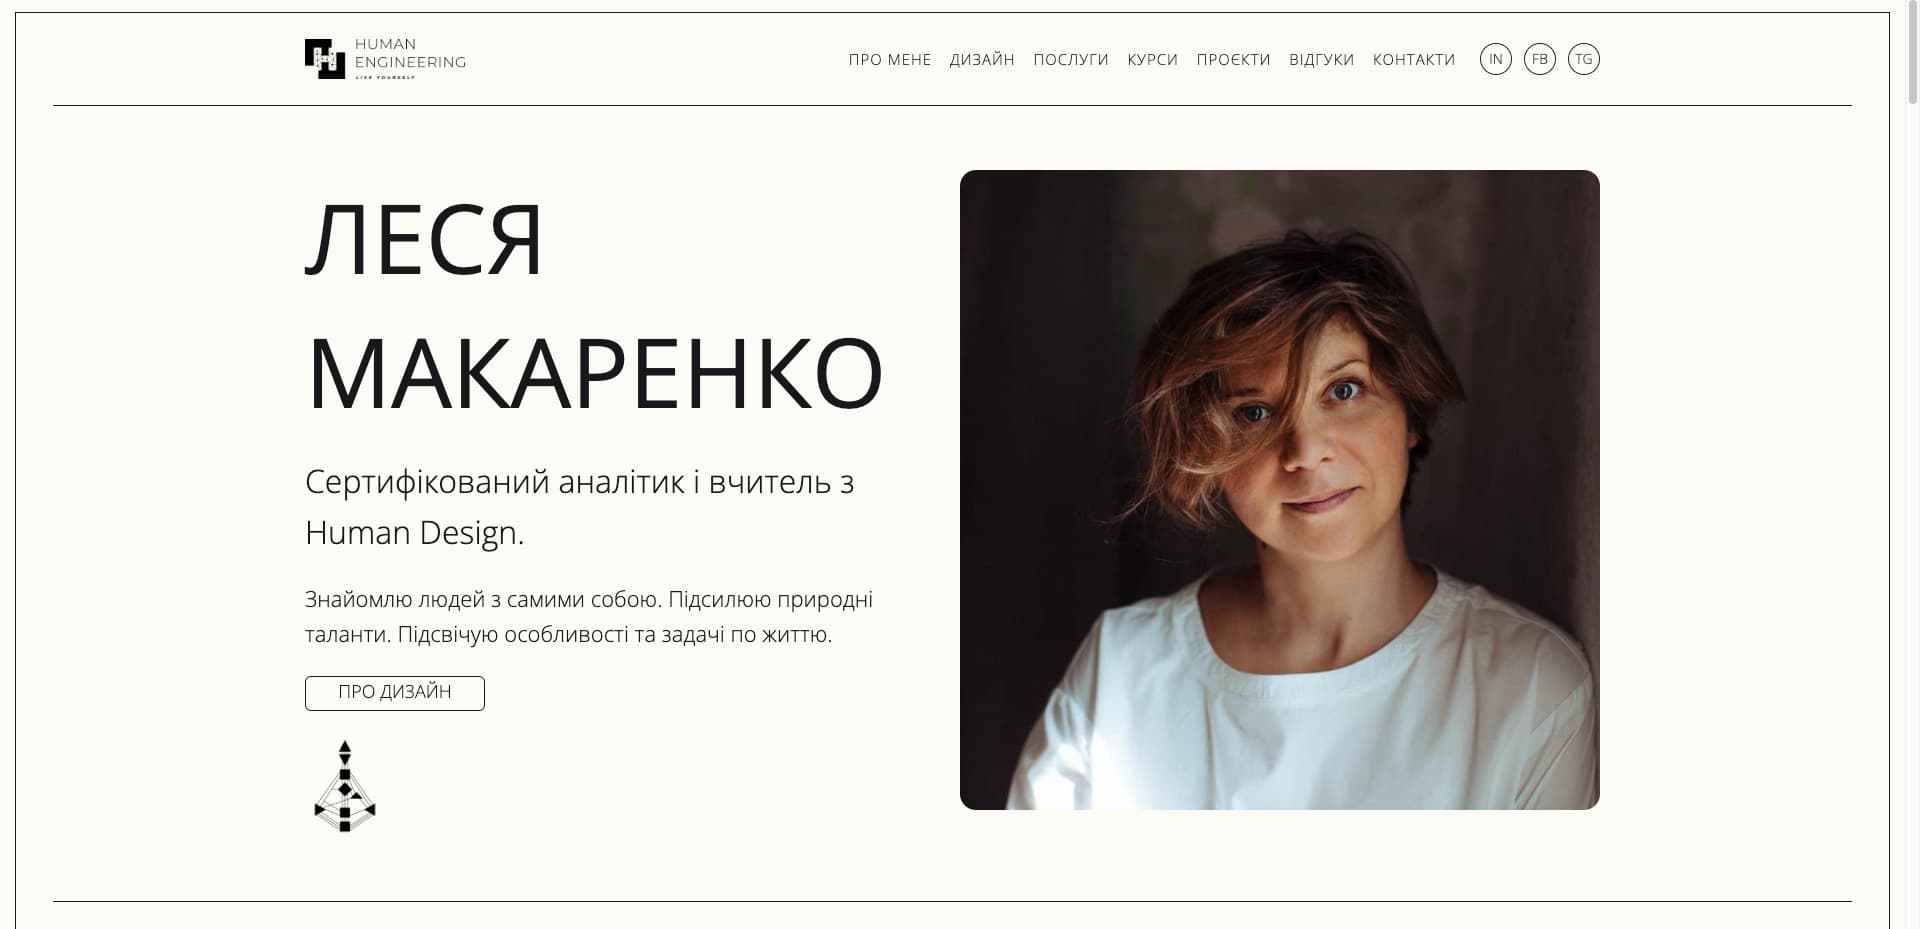 HUMAN
ENGINEERING
LIVE YOURSELF
ПРО МЕНЕ ДИЗАЙН ПОСЛУГИ КУРСИ ПРОЄКТИ ВІДГУКИ КОНТАКТИ IN FB TG
ЛЕСЯ
МАКАРЕНКО
Сертифікований аналітик і вчитель з
Human Design.
Знайомлю людей з самими собою. Підсилюю природні
таланти. Підсвічую особливості та задачі по життю.
ПРО ДИЗАЙН